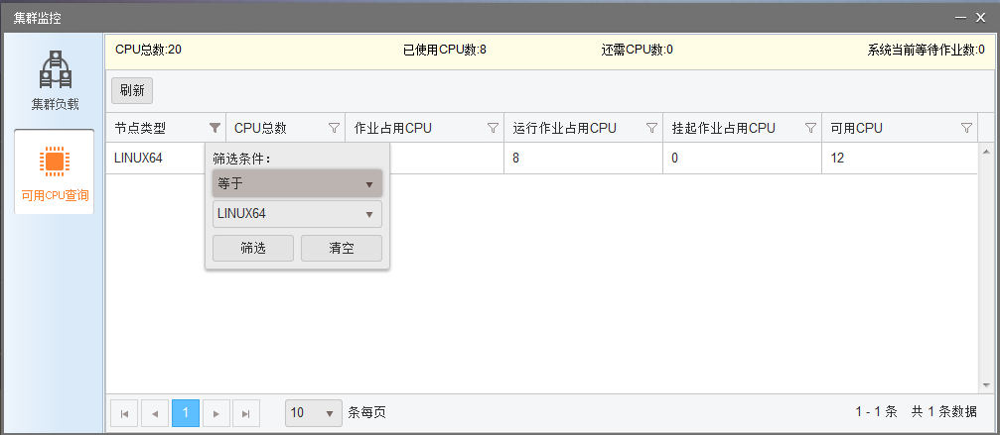 集群监控
CPU总数:20 已使用CPU数:8 还需CPU数:0 系统当前等待作业数:0
集群负载
可用CPU查询
刷新
节点类型 CPU总数 作业占用CPU 运行作业占用CPU 挂起作业占用CPU 可用CPU
LINUX64 8 0 12
筛选条件：
等于
LINUX64
筛选 清空
1 10 条每页 1 - 1 条 共 1 条数据